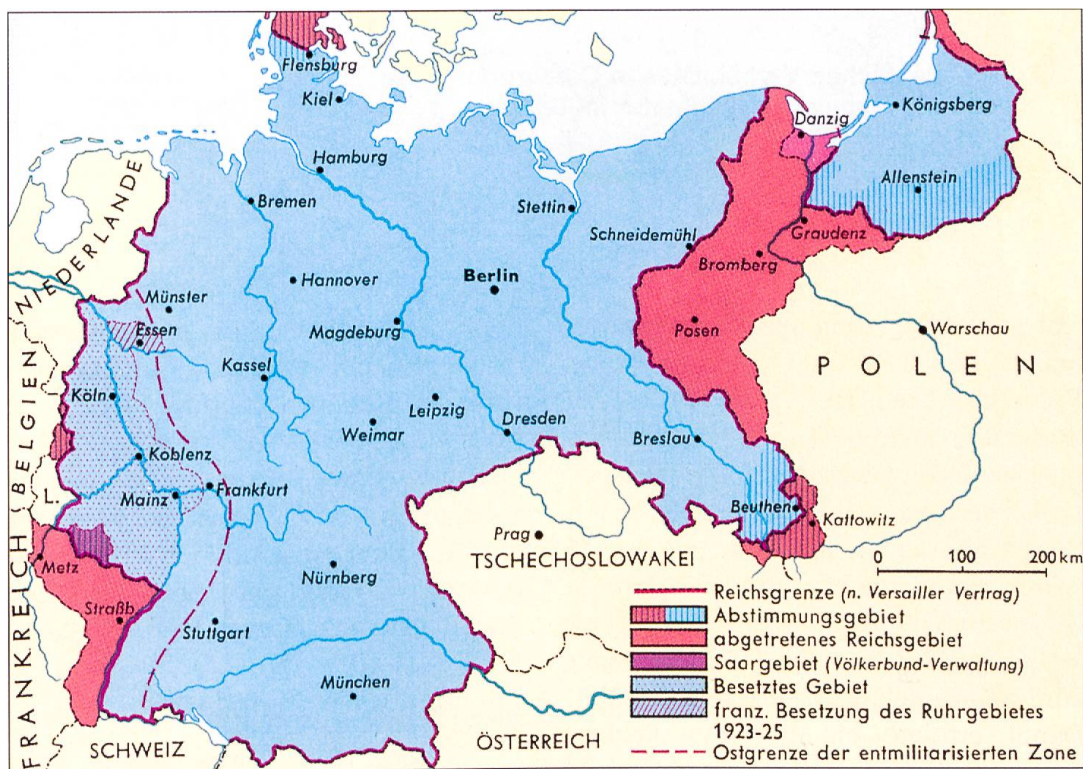 Flensburg
Kiel
Königsberg
Danzig
Hamburg
Allenstein
Bremen
Stettin
Graudenz
Schneidemühl
Bromberg
NIEDERLANDE
Hannover
Berlin
Münster
Essen
Magdeburg
Posen
Warschau
POLEN
Kassel
BELGIEN
Köln
Leipzig
Weimar
Dresden
Breslau
Koblenz
L.
Mainz
Frankfurt
Beuthen
Kattowitz
Prag
TSCHECHOSLOWAKEI
0 100 200 km
Metz
Nürnberg
FRANKREICH
Straßb.
Stuttgart
München
SCHWEIZ
ÖSTERREICH
Reichsgrenze (n. Versailler Vertrag)
Abstimmungsgebiet
abgetretenes Reichsgebiet
Saargebiet (Völkerbund-Verwaltung)
Besetztes Gebiet
franz. Besetzung des Ruhrgebietes
1923-25
Ostgrenze der entmilitarisierten Zone